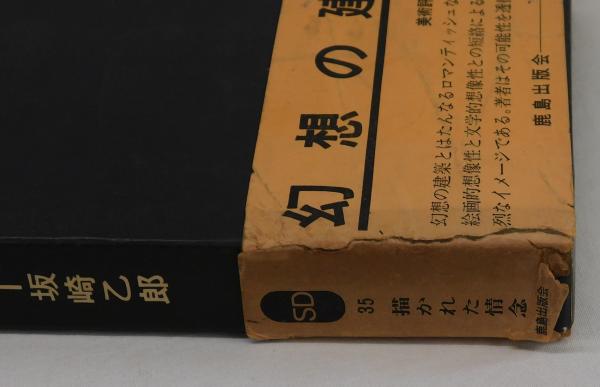 幻想の建
美術評
幻想の建築とはたんなるロマンティッシュな
絵画的想像性と文学的想像性との短絡による
烈なイメージである。著者はその可能性を透
鹿島出版会
坂崎乙郎
SD
35
描かれた情念
鹿島出版会